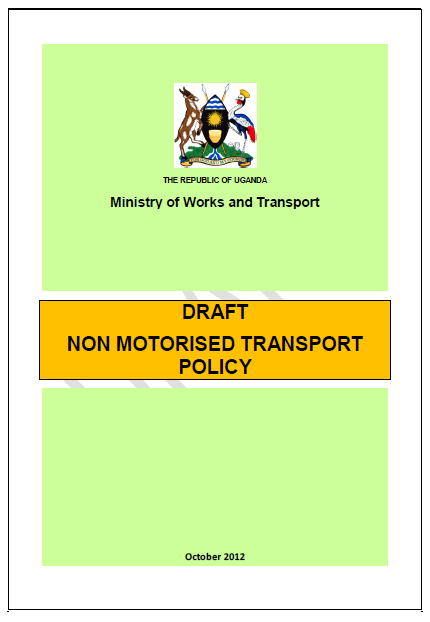 THE REPUBLIC OF UGANDA
Ministry of Works and Transport
DRAFT
NON MOTORISED TRANSPORT
POLICY
October 2012